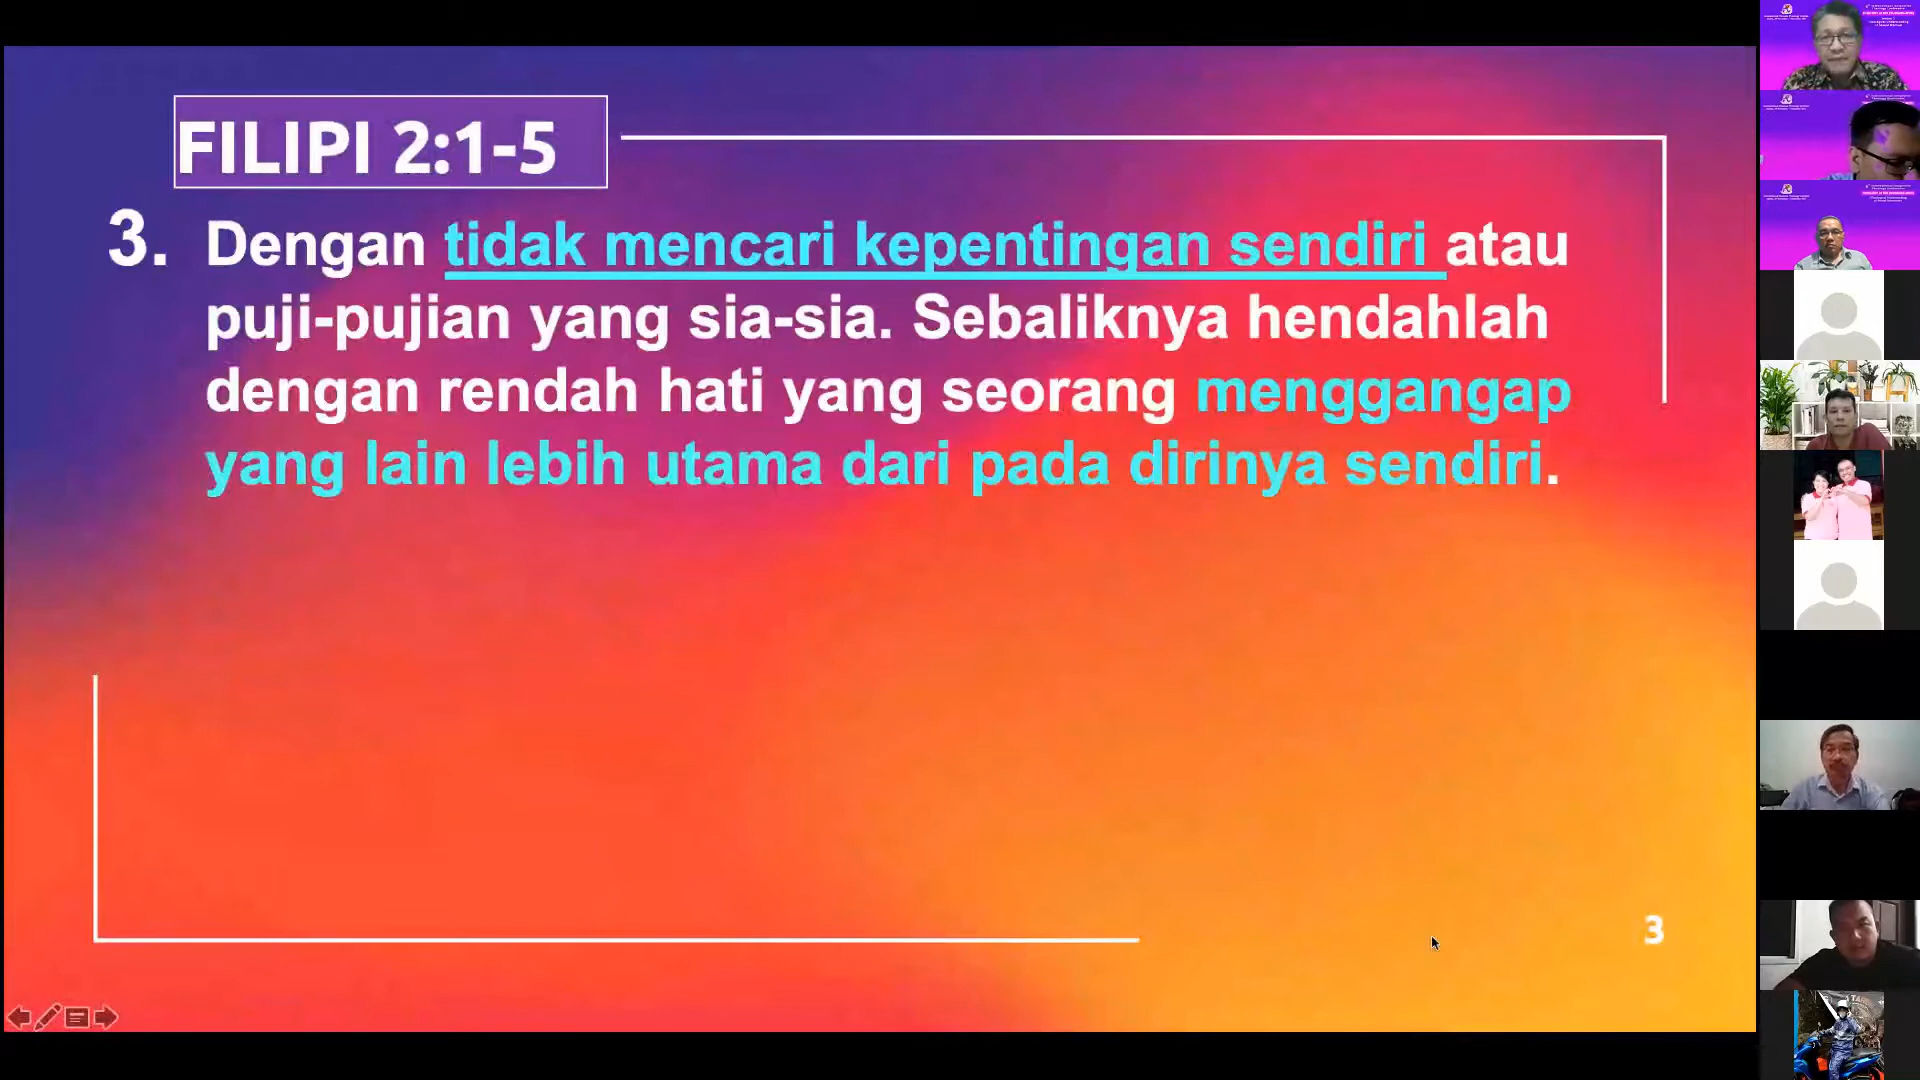 FILIPI 2:1-5
3. Dengan tidak mencari kepentingan sendiri atau
puji-pujian yang sia-sia. Sebaliknya hendahlah
dengan rendah hati yang seorang menggangap
yang lain lebih utama dari pada dirinya sendiri.
3